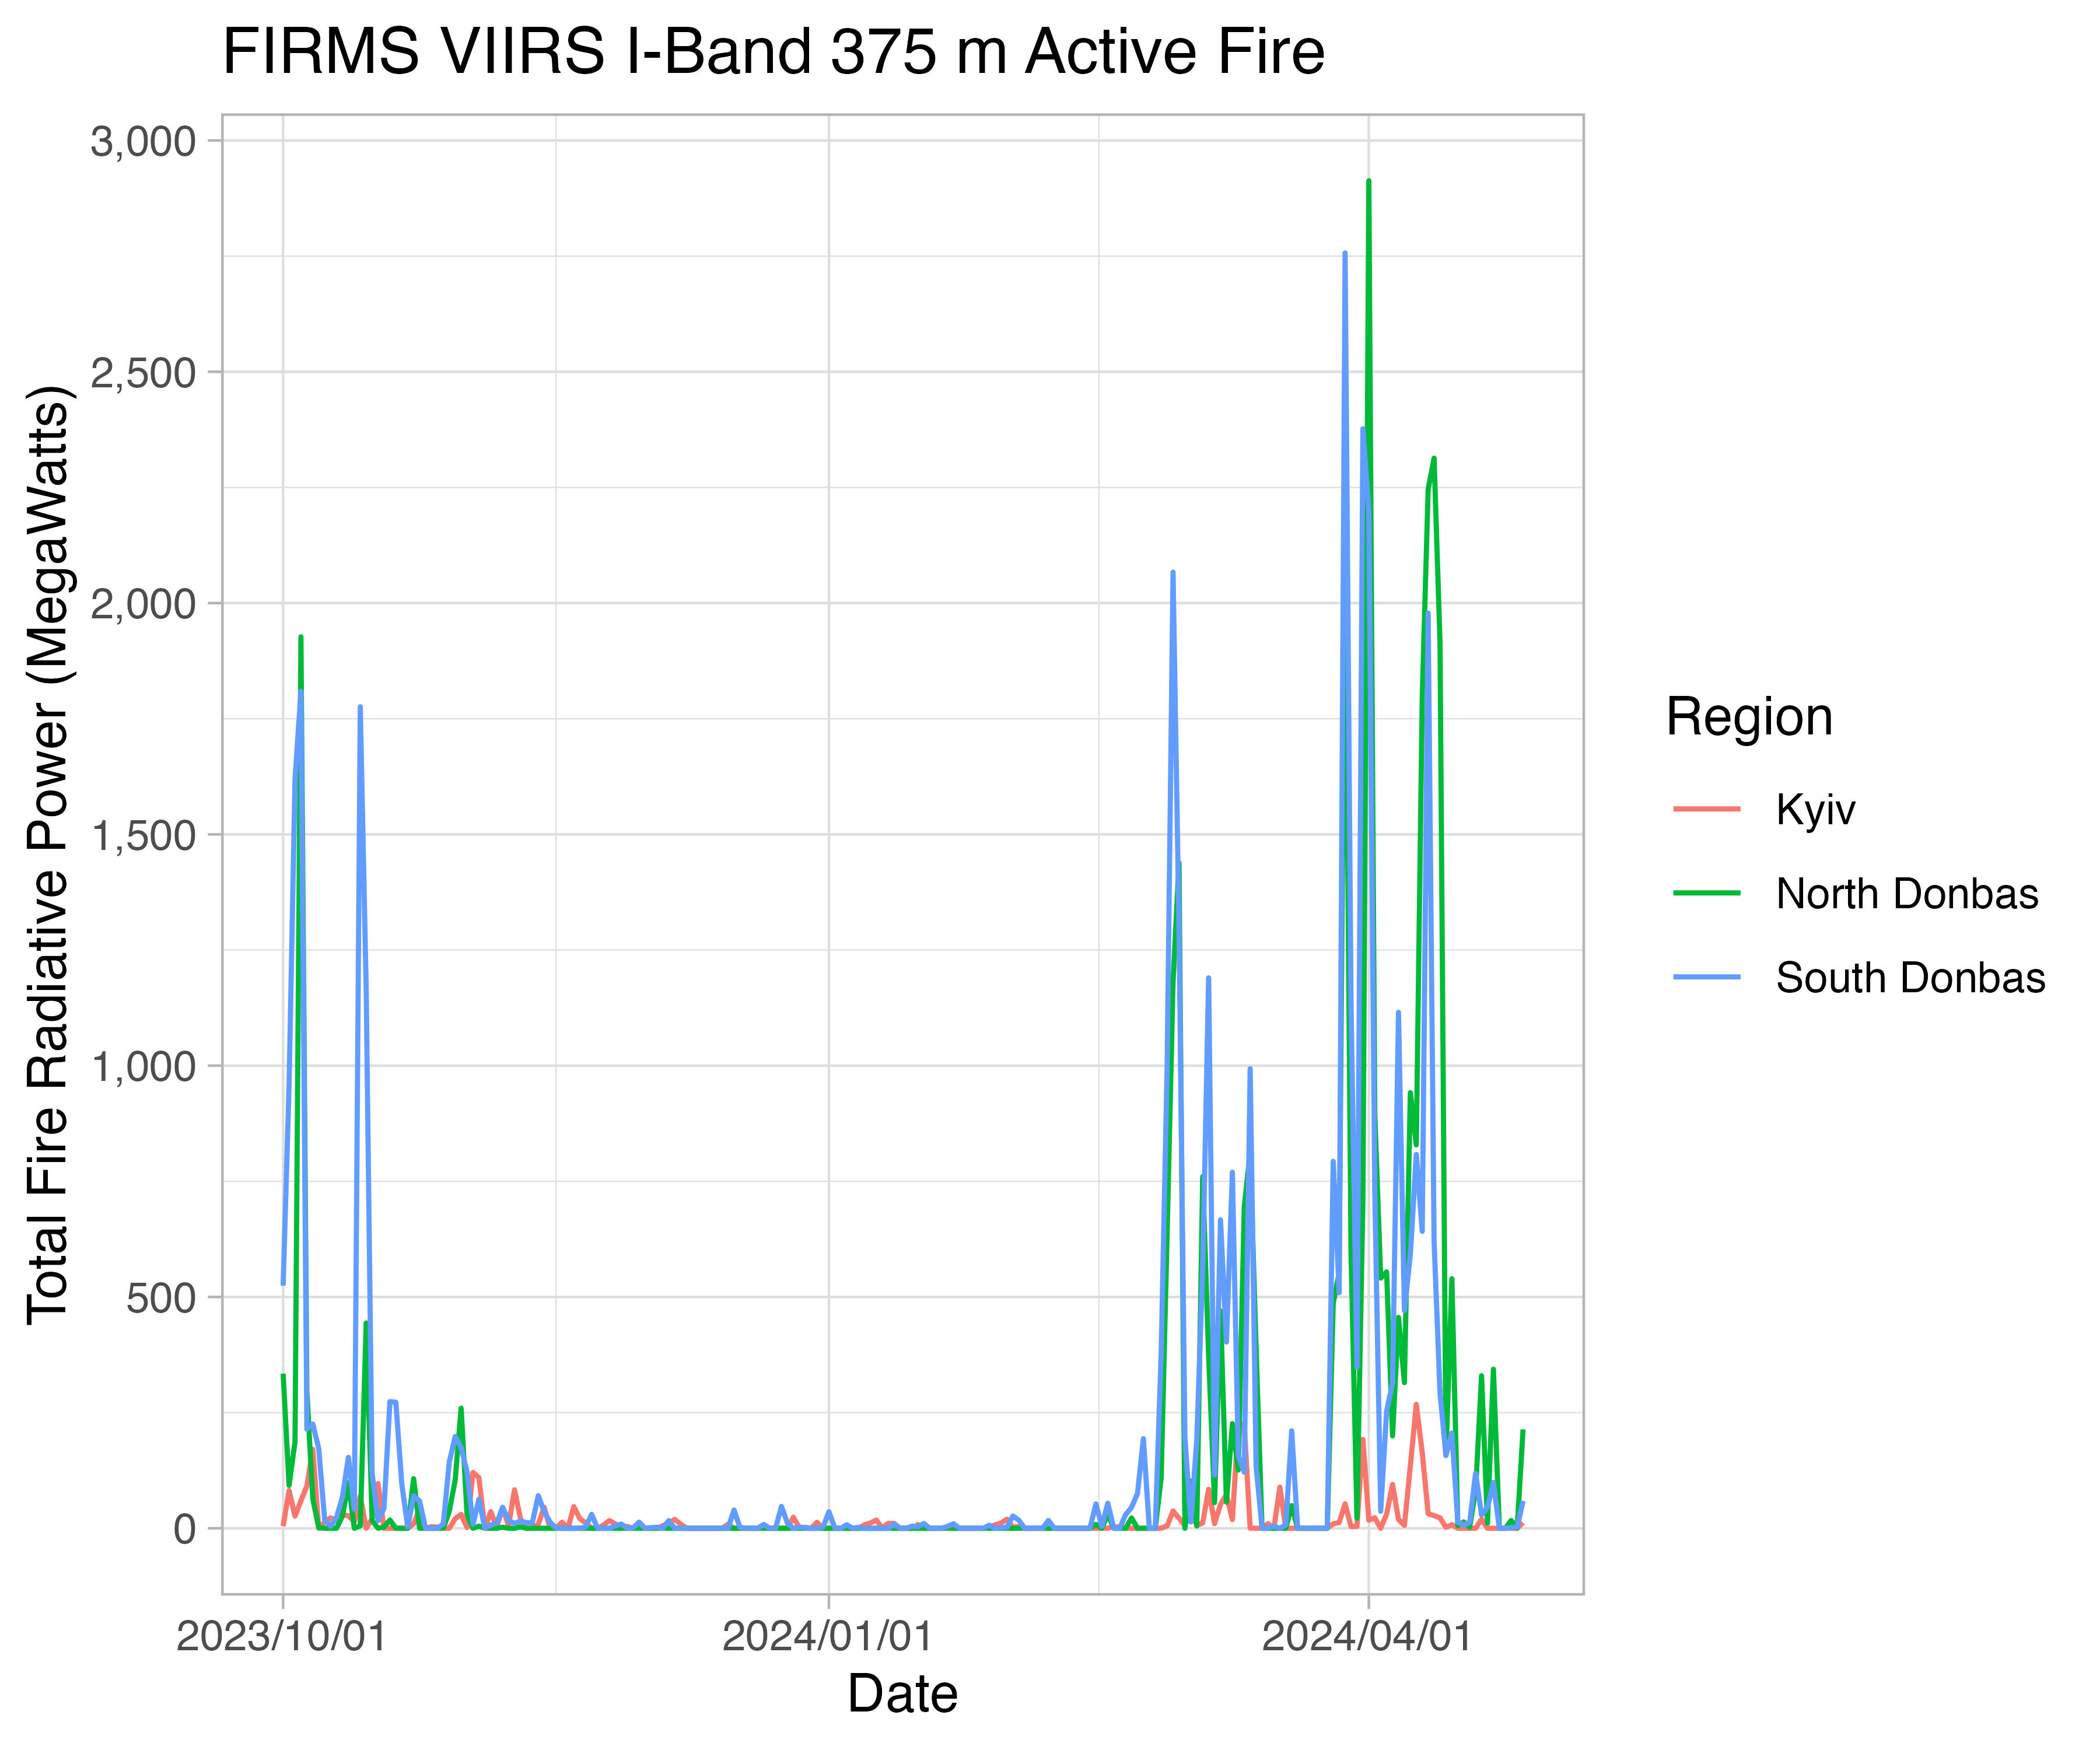 FIRMS VIIRS I-Band 375 m Active Fire
Total Fire Radiative Power (MegaWatts)
3,000
2,500
2,000
1,500
1,000
500
0
2023/10/01 2024/01/01 2024/04/01
Date
Region
Kyiv
North Donbas
South Donbas